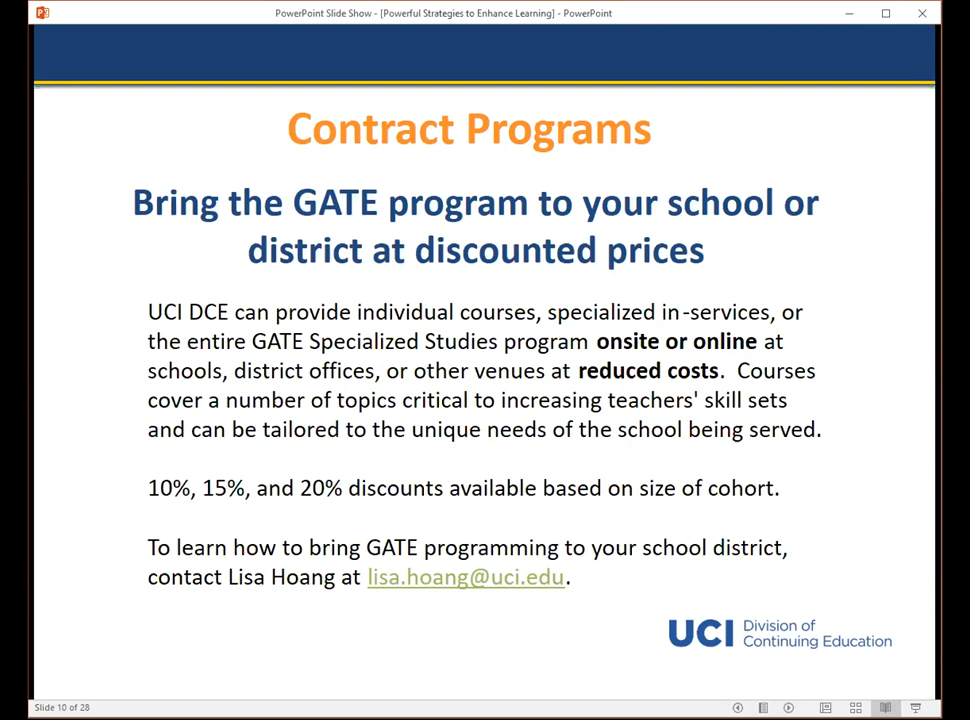 PowerPoint Slide Show - [Powerful Strategies to Enhance Learning] - PowerPoint
Contract Programs
Bring the GATE program to your school or
district at discounted prices
UCI DCE can provide individual courses, specialized in-services, or
the entire GATE Specialized Studies program onsite or online at
schools, district offices, or other venues at reduced costs.  Courses
cover a number of topics critical to increasing teachers' skill sets
and can be tailored to the unique needs of the school being served.
10%, 15%, and 20% discounts available based on size of cohort.
To learn how to bring GATE programming to your school district,
contact Lisa Hoang at lisa.hoang@uci.edu.
UCI Division of
Continuing Education
Slide 10 of 28